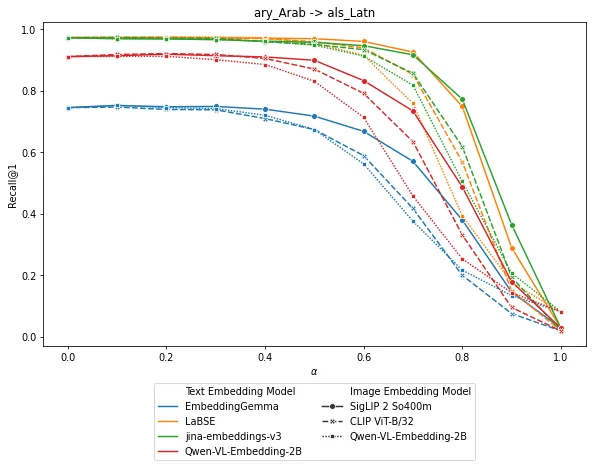 ary_Arab -> als_Latn
Recall@1
1.0
0.8
0.6
0.4
0.2
0.0
0.0 0.2 0.4 0.6 0.8 1.0
α
Text Embedding Model
EmbeddingGemma
LaBSE
jina-embeddings-v3
Qwen-VL-Embedding-2B
Image Embedding Model
SigLIP 2 So400m
CLIP ViT-B/32
Qwen-VL-Embedding-2B